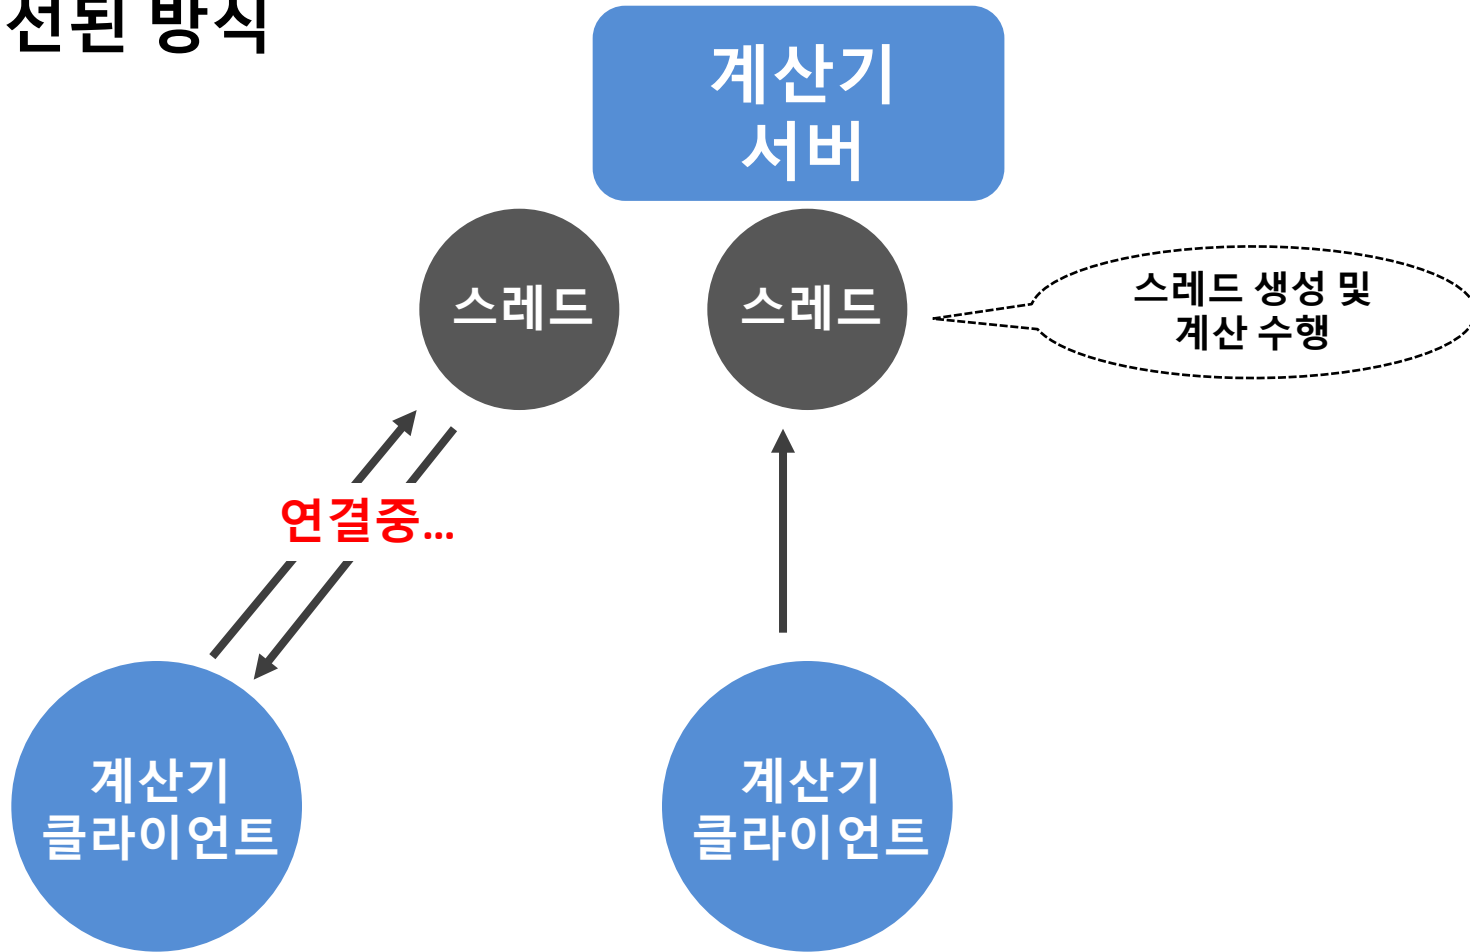 선된 방식
계산기
서버
스레드
스레드
스레드 생성 및
계산 수행
연결중...
계산기
클라이언트
계산기
클라이언트